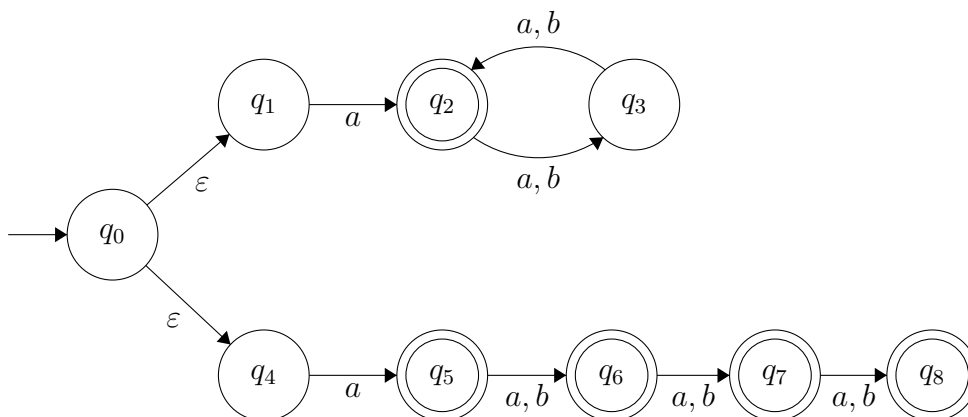 a, b
q₁ a q₂ q₃
a, b
ε
q₀
ε
q₄ a q₅ a, b q₆ a, b q₇ a, b q₈